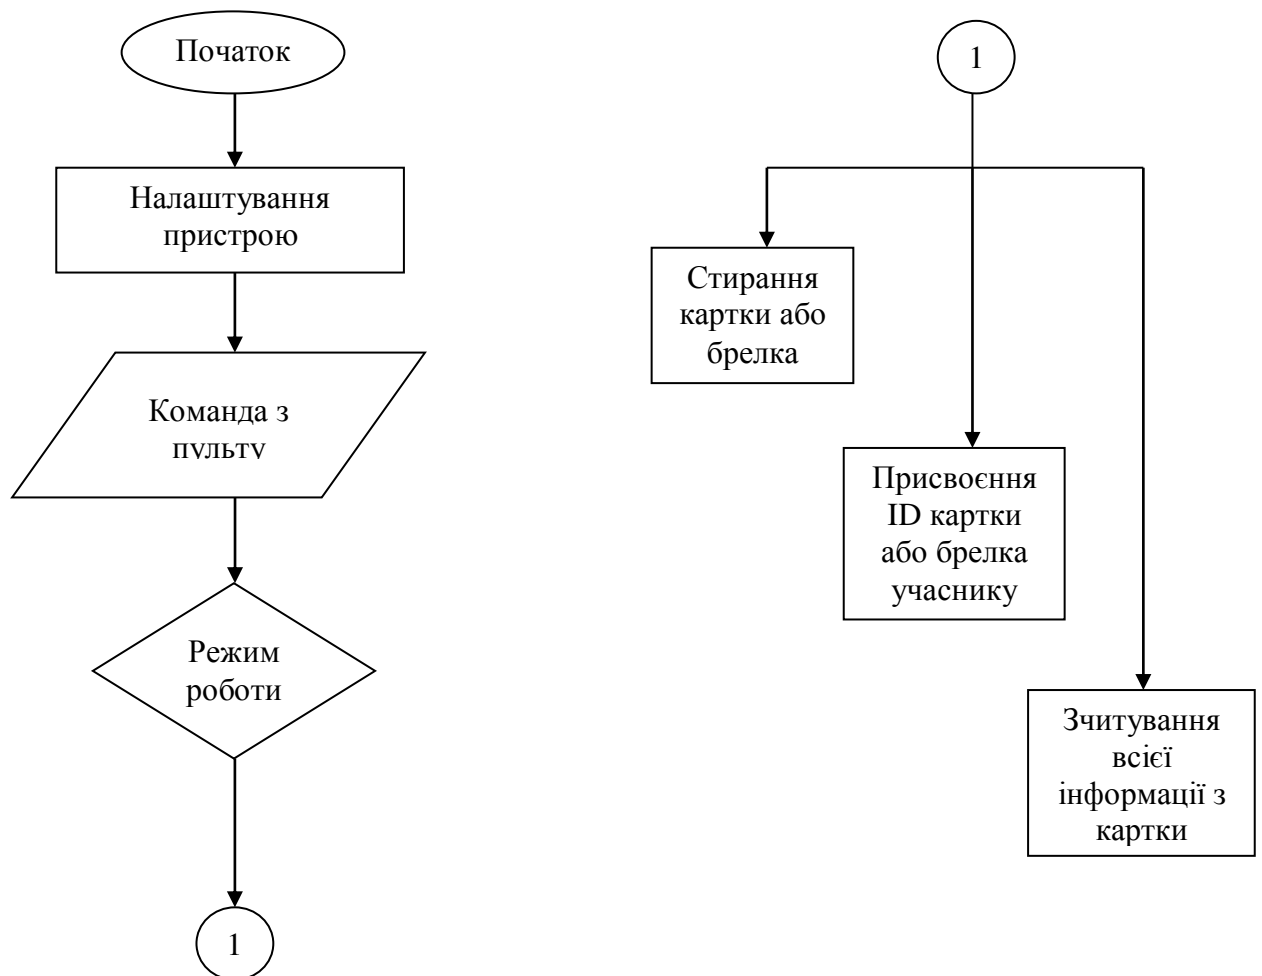 Початок
Налаштування
пристрою
Команда з
пульту
Режим
роботи
1
1
Стирання
картки або
брелка
Присвоєння
ID картки
або брелка
учаснику
Зчитування
всієї
інформації з
картки